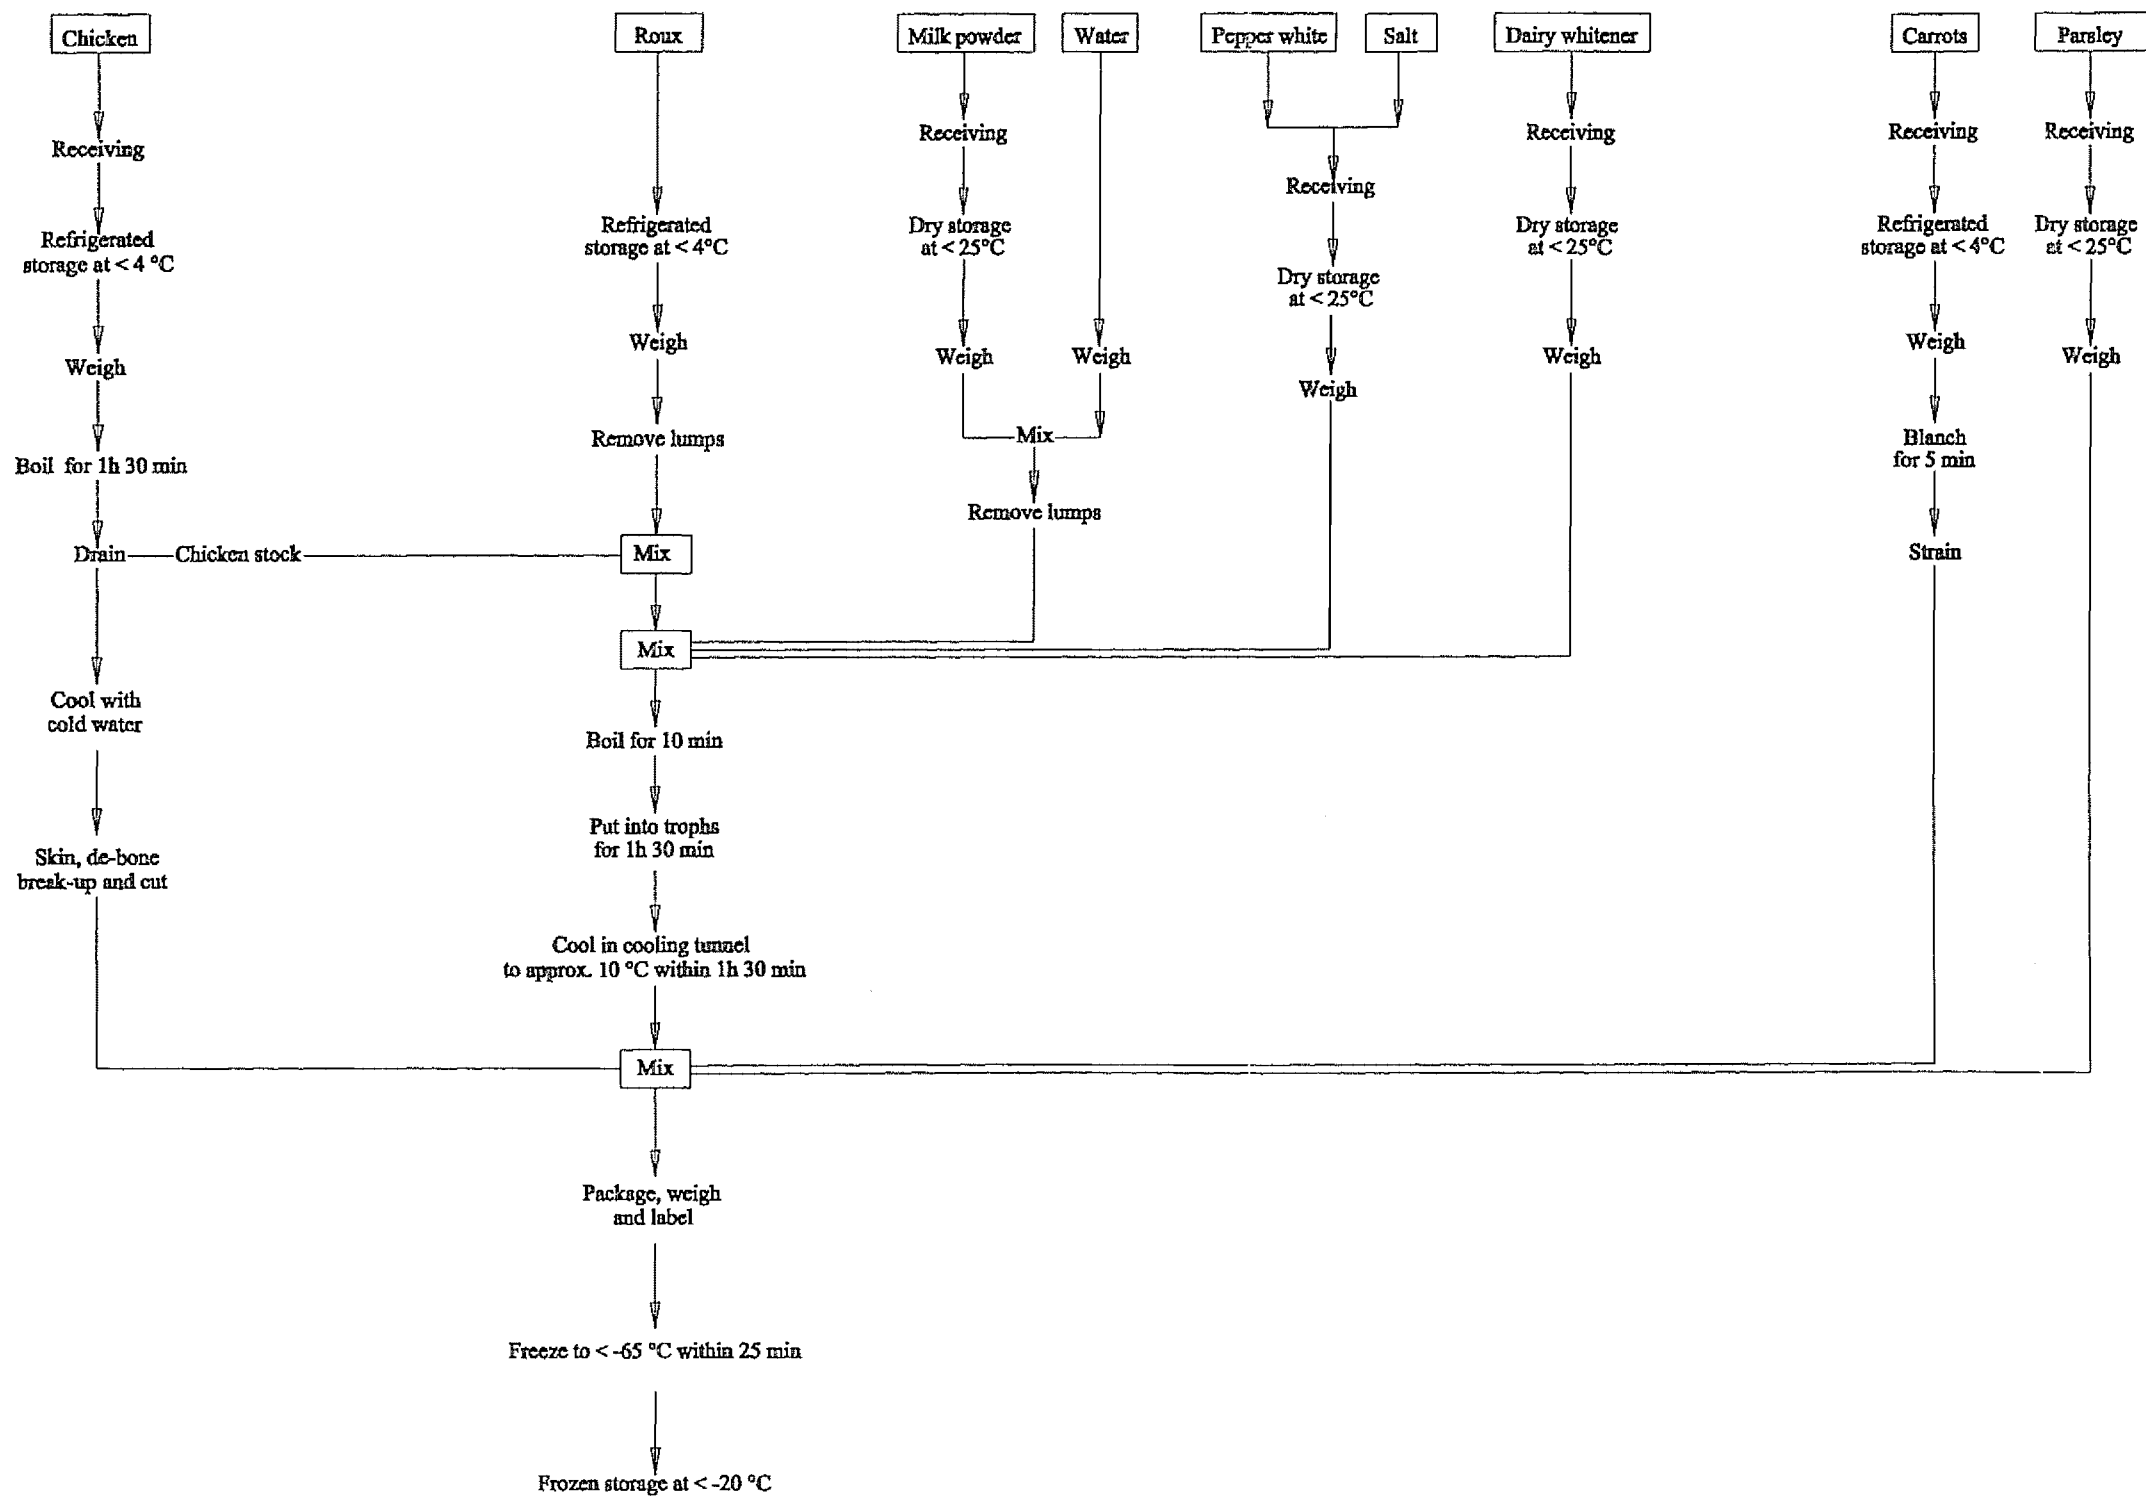 Chicken
Roux
Milk powder
Water
Pepper white
Salt
Dairy whitener
Carrots
Parsley
Receiving
Receiving
Receiving
Receiving
Receiving
Receiving
Refrigerated
storage at < 4 °C
Refrigerated
storage at < 4°C
Dry storage
at < 25°C
Dry storage
at < 25°C
Dry storage
at < 25°C
Refrigerated
storage at < 4°C
Dry storage
at < 25°C
Weigh
Weigh
Weigh
Weigh
Weigh
Weigh
Weigh
Weigh
Boil for 1h 30 min
Remove lumps
Mix
Remove lumps
Blanch
for 5 min
Strain
Drain
Chicken stock
Mix
Mix
Cool with
cold water
Boil for 10 min
Put into trophs
for 1h 30 min
Skin, de-bone
break-up and cut
Cool in cooling tunnel
to approx. 10 °C within 1h 30 min
Mix
Package, weigh
and label
Freeze to < -65 °C within 25 min
Frozen storage at < -20 °C